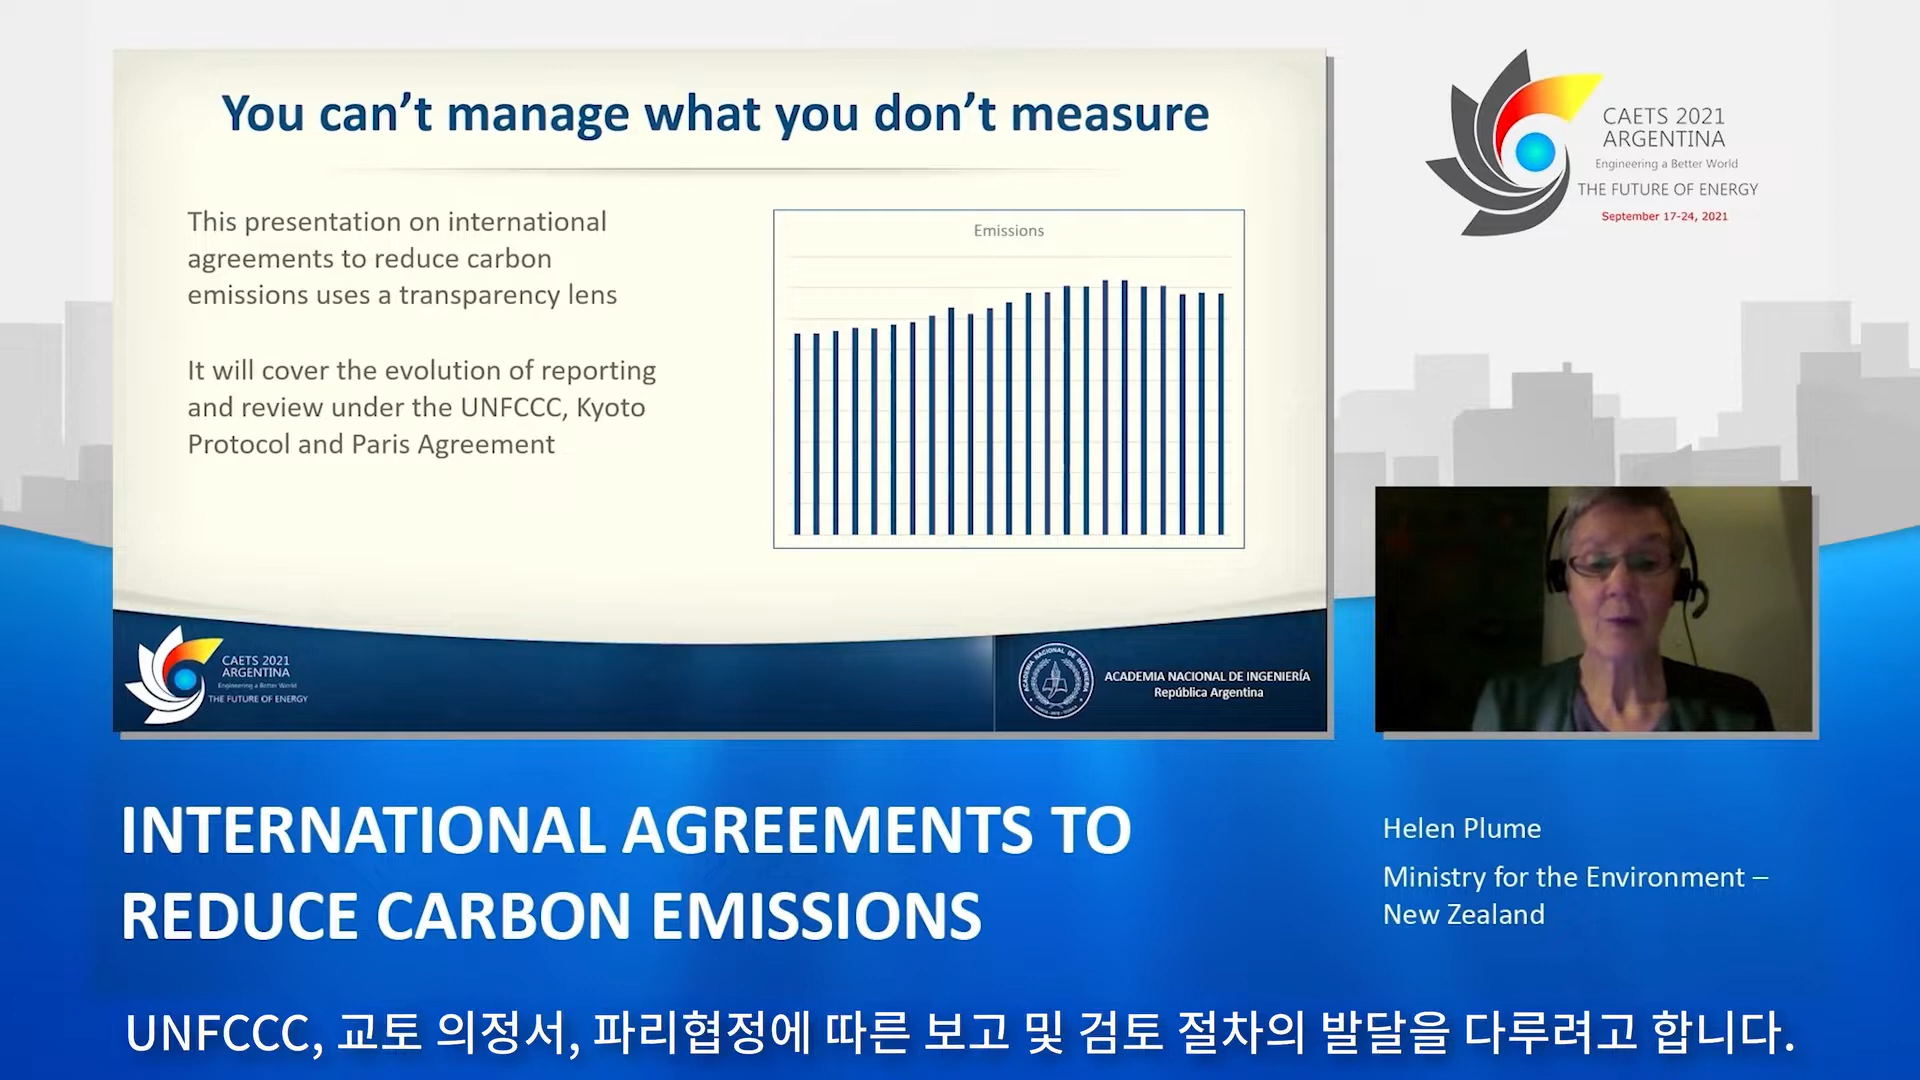 You can't manage what you don't measure
This presentation on international
agreements to reduce carbon
emissions uses a transparency lens
It will cover the evolution of reporting
and review under the UNFCCC, Kyoto
Protocol and Paris Agreement
Emissions
CAETS 2021
ARGENTINA
Engineering a Better World
THE FUTURE OF ENERGY
ACADEMIA NACIONAL DE INGENIERÍA
República Argentina
CAETS 2021
ARGENTINA
Engineering a Better World
THE FUTURE OF ENERGY
September 17-24, 2021
INTERNATIONAL AGREEMENTS TO
REDUCE CARBON EMISSIONS
Helen Plume
Ministry for the Environment –
New Zealand
UNFCCC, 교토 의정서, 파리협정에 따른 보고 및 검토 절차의 발달을 다루려고 합니다.